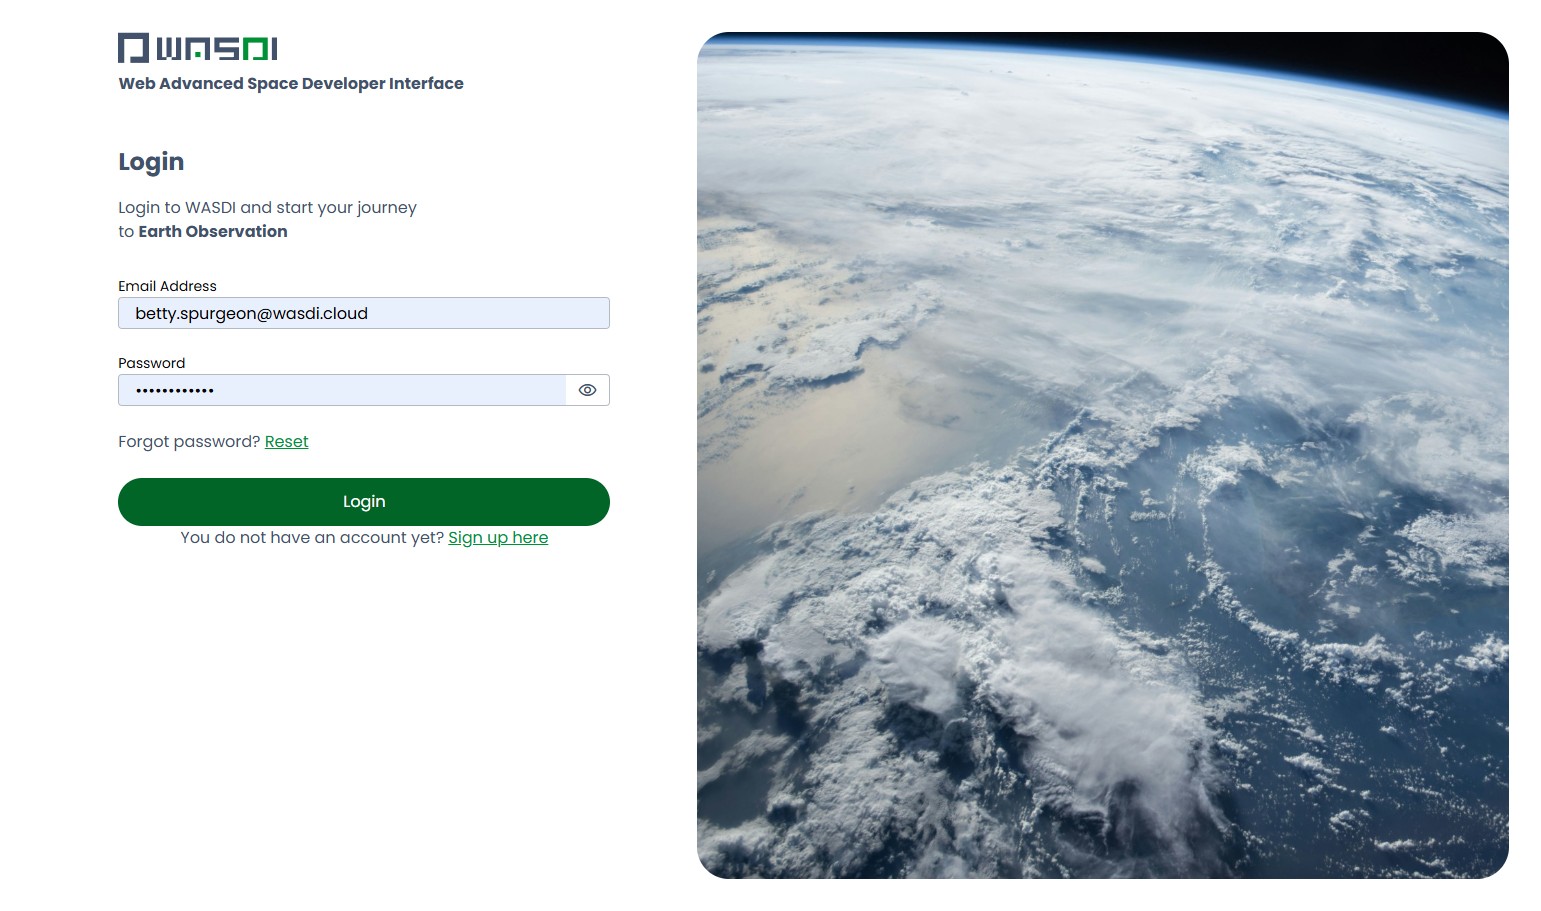 WASDI
Web Advanced Space Developer Interface
Login
Login to WASDI and start your journey
to Earth Observation
Email Address
betty.spurgeon@wasdi.cloud
Password
••••••••••••
Forgot password? Reset
Login
You do not have an account yet? Sign up here